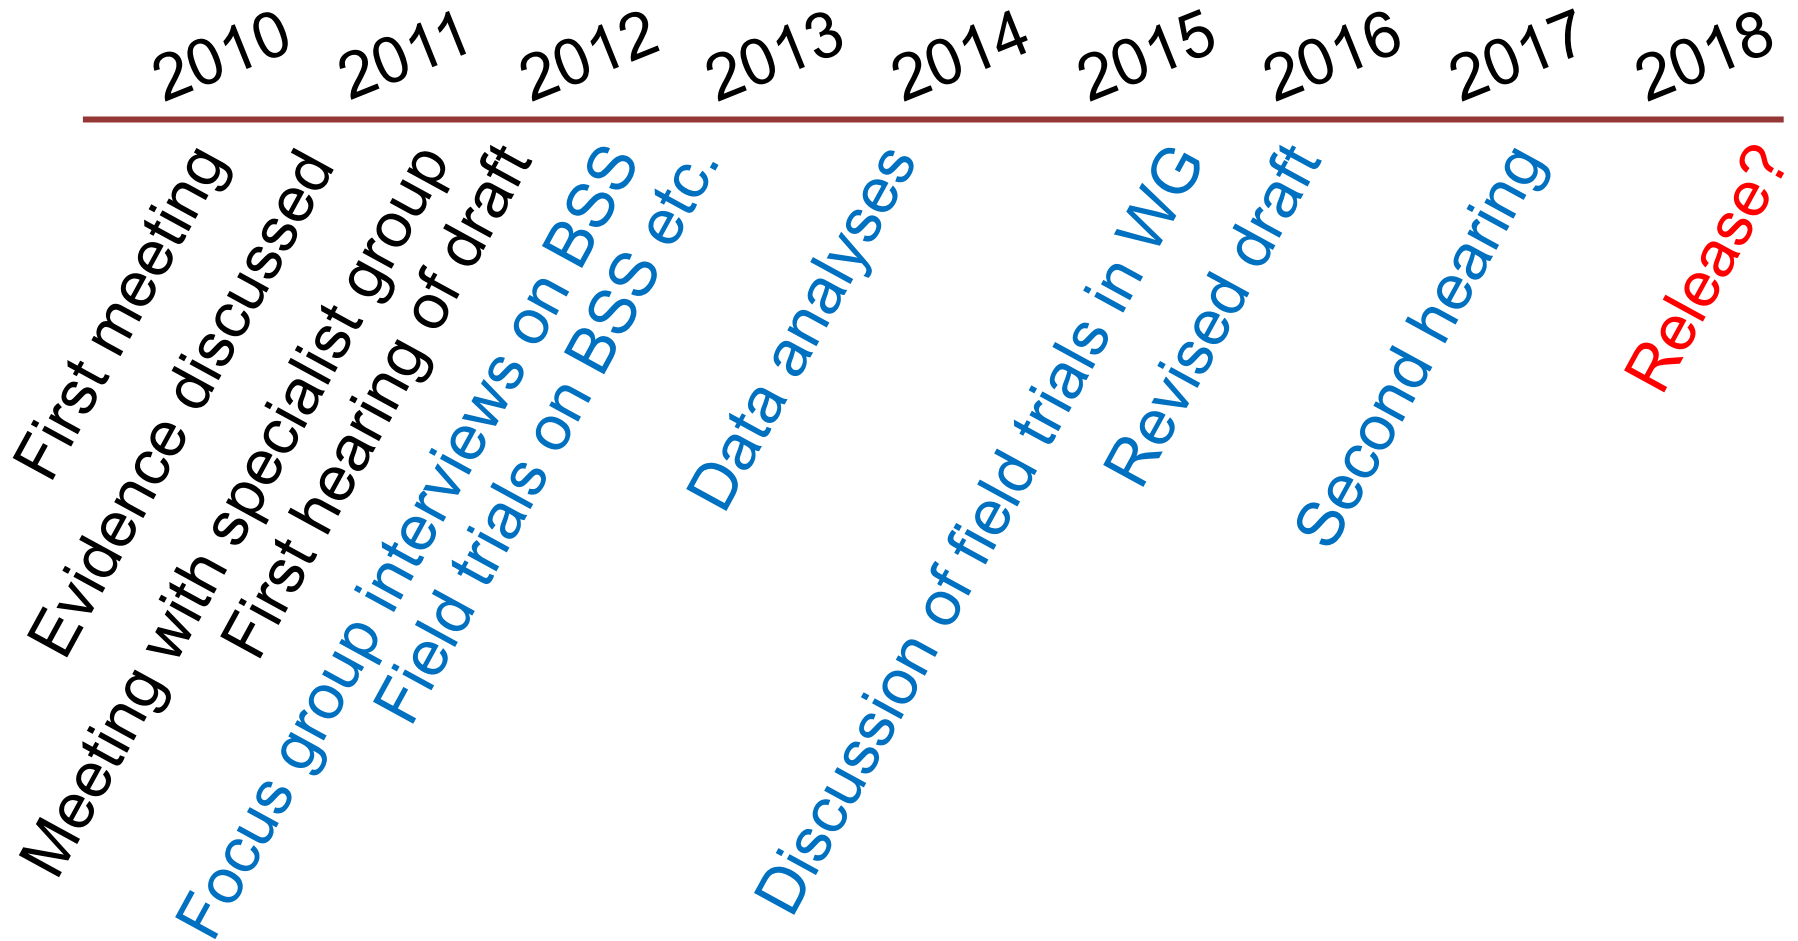 2010
2011
2012
2013
2014
2015
2016
2017
2018
First meeting
Evidence discussed
Meeting with specialist group
First hearing of draft
Focus group interviews on BSS
Field trials on BSS etc.
Data analyses
Discussion of field trials in WG
Revised draft
Second hearing
Release?